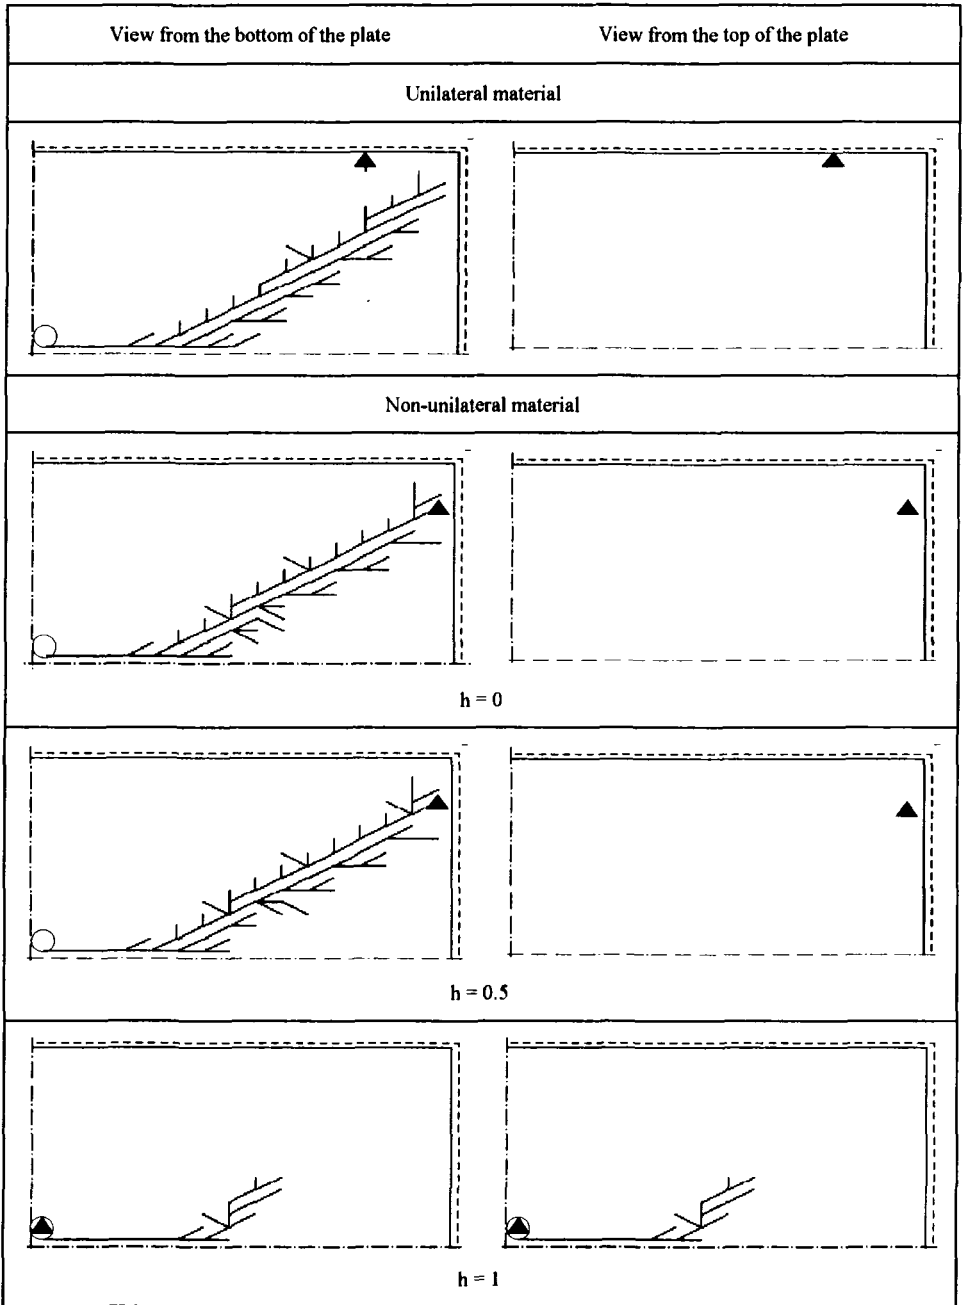 View from the bottom of the plate
View from the top of the plate
Unilateral material
Non-unilateral material
h = 0
h = 0.5
h = 1